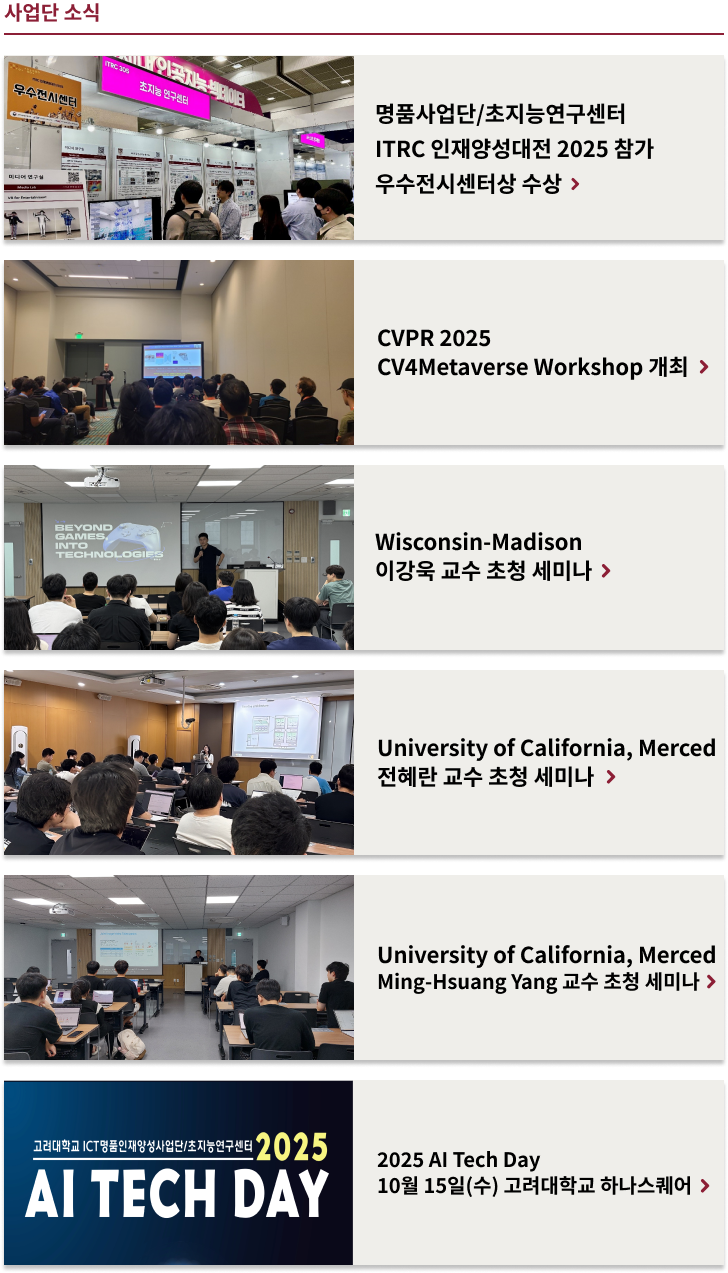 사업단 소식
ITRC 305
초지능 연구센터
우수전시센터
미디어 연구실
명품사업단/초지능연구센터
ITRC 인재양성대전 2025 참가
우수전시센터상 수상
CVPR 2025
CV4Metaverse Workshop 개최
BEYOND
GAMES,
INTO
TECHNOLOGIES
Wisconsin-Madison
이강욱 교수 초청 세미나
University of California, Merced
전혜란 교수 초청 세미나
University of California, Merced
Ming-Hsuang Yang 교수 초청 세미나
고려대학교 ICT명품인재양성사업단/초지능연구센터 2025
AI TECH DAY
2025 AI Tech Day
10월 15일(수) 고려대학교 하나스퀘어